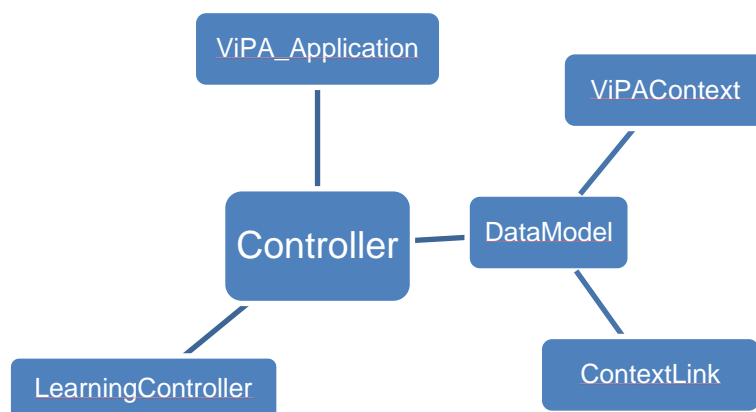 ViPA_Application
ViPAContext
Controller
DataModel
LearningController
ContextLink